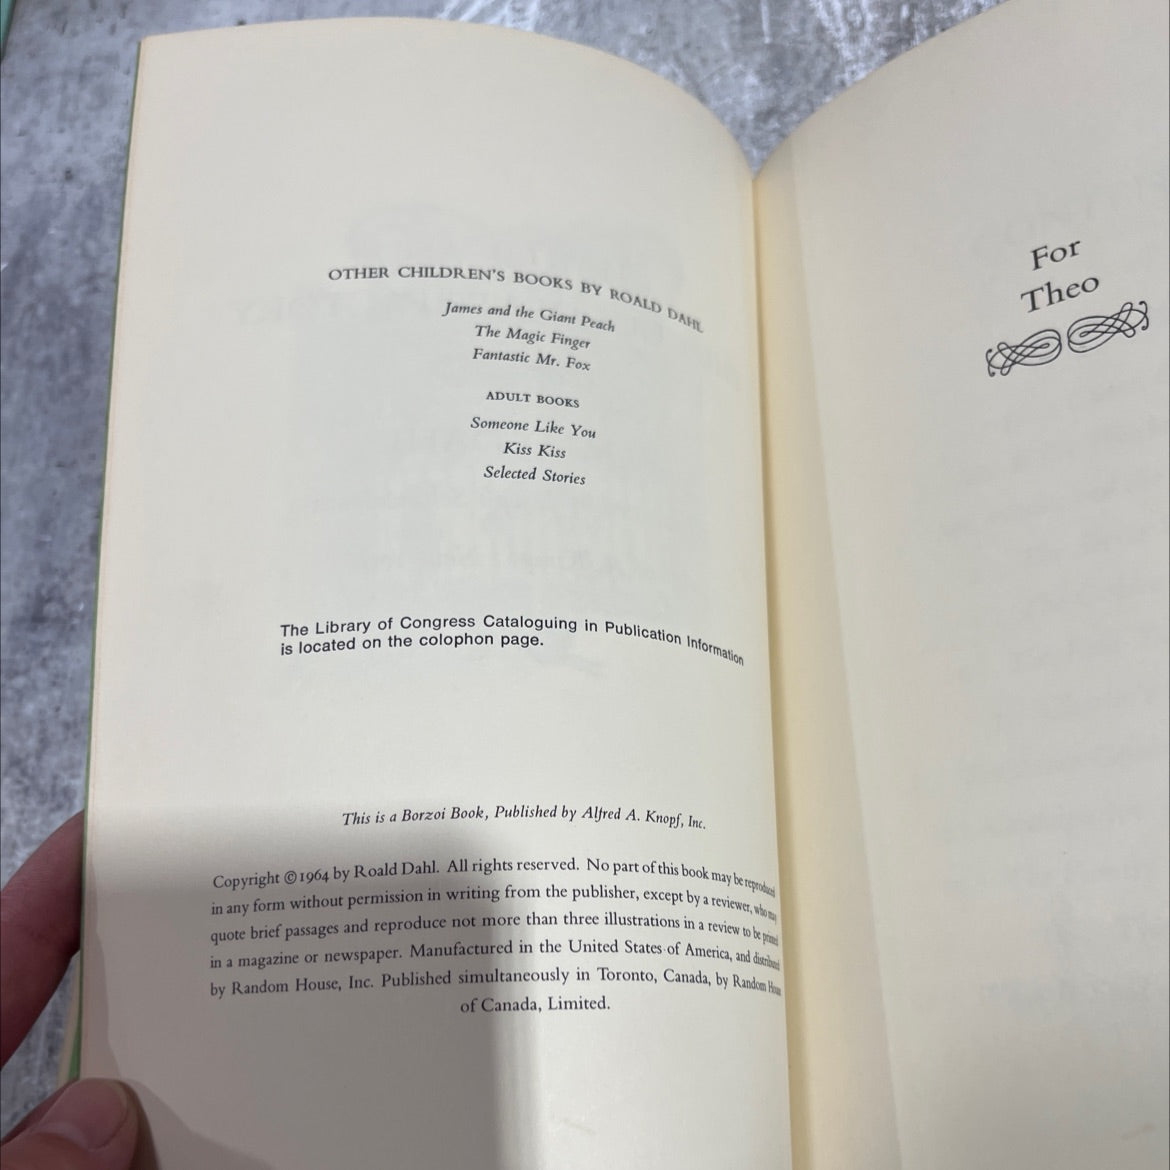 OTHER CHILDREN'S BOOKS BY ROALD DAHL
James and the Giant Peach
The Magic Finger
Fantastic Mr. Fox
ADULT BOOKS
Someone Like You
Kiss Kiss
Selected Stories
The Library of Congress Cataloguing in Publication Information
is located on the colophon page.
This is a Borzoi Book, Published by Alfred A. Knopf, Inc.
Copyright © 1964 by Roald Dahl. All rights reserved. No part of this book may be reproduced
in any form without permission in writing from the publisher, except by a reviewer, who may
quote brief passages and reproduce not more than three illustrations in a review to be printed
in a magazine or newspaper. Manufactured in the United States of America, and distributed
by Random House, Inc. Published simultaneously in Toronto, Canada, by Random House
of Canada, Limited.
For
Theo